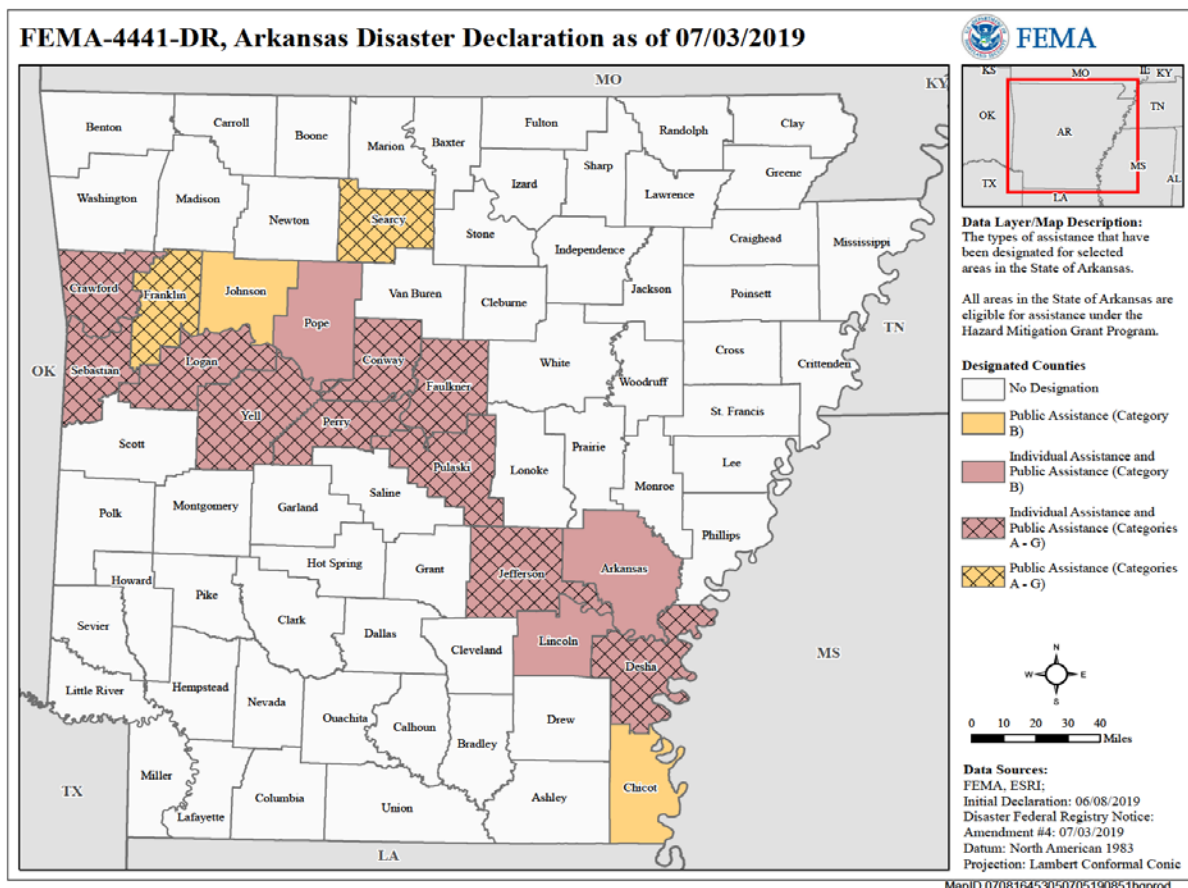 FEMA-4441-DR, Arkansas Disaster Declaration as of 07/03/2019
FEMA
MO
KY
Benton
Carroll
Boone
Marion
Baxter
Fulton
Sharp
Randolph
Clay
Greene
Washington
Madison
Newton
Searcy
Stone
Izard
Lawrence
Independence
Craighead
Mississippi
Crawford
Franklin
Johnson
Pope
Van Buren
Cleburne
Jackson
Poinsett
TN
OK
Sebastian
Logan
Conway
Faulkner
White
Woodruff
Cross
Crittenden
St. Francis
Scott
Yell
Perry
Pulaski
Lonoke
Prairie
Monroe
Lee
Phillips
Polk
Montgomery
Garland
Saline
Hot Spring
Grant
Jefferson
Arkansas
Howard
Pike
Clark
Dallas
Cleveland
Lincoln
Desha
MS
Sevier
Little River
Hempstead
Nevada
Ouachita
Calhoun
Bradley
Drew
TX
Miller
Lafayette
Columbia
Union
Ashley
Chicot
LA
KS
MO
IL
KY
OK
AR
TN
TX
LA
MS
AL
Data Layer/Map Description:
The types of assistance that have
been designated for selected
areas in the State of Arkansas.
All areas in the State of Arkansas are
eligible for assistance under the
Hazard Mitigation Grant Program.
Designated Counties
No Designation
Public Assistance (Category
B)
Individual Assistance and
Public Assistance (Category
B)
Individual Assistance and
Public Assistance (Categories
A - G)
Public Assistance (Categories
A - G)
N
W
E
S
0 10 20 30 40
Miles
Data Sources:
FEMA, ESRI;
Initial Declaration: 06/08/2019
Disaster Federal Registry Notice:
Amendment #4: 07/03/2019
Datum: North American 1983
Projection: Lambert Conformal Conic